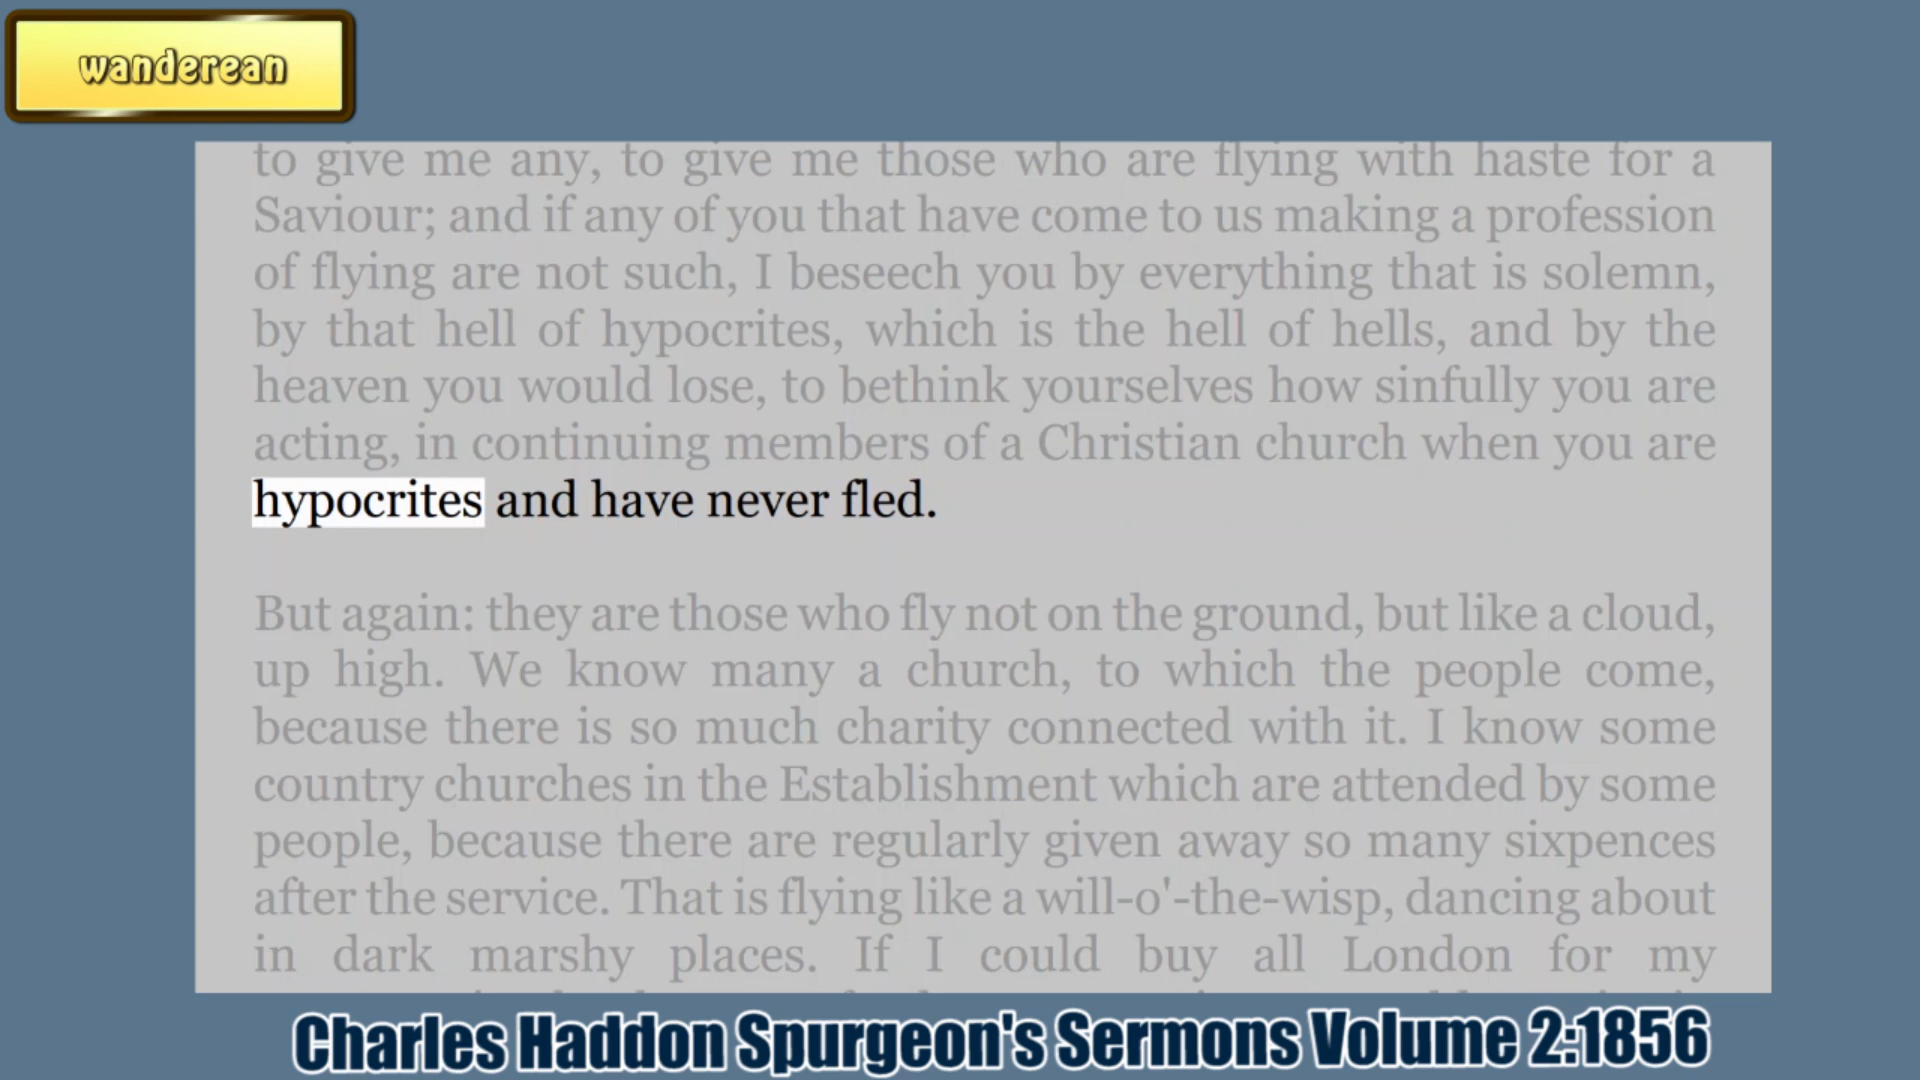 wanderean
to give me any, to give me those who are flying with haste for a
Saviour; and if any of you that have come to us making a profession
of flying are not such, I beseech you by everything that is solemn,
by that hell of hypocrites, which is the hell of hells, and by the
heaven you would lose, to bethink yourselves how sinfully you are
acting, in continuing members of a Christian church when you are
hypocrites and have never fled.
But again: they are those who fly not on the ground, but like a cloud,
up high. We know many a church, to which the people come,
because there is so much charity connected with it. I know some
country churches in the Establishment which are attended by some
people, because there are regularly given away so many sixpences
after the service. That is flying like a will-o'-the-wisp, dancing about
in dark marshy places. If I could buy all London for my
Charles Haddon Spurgeon's Sermons Volume 2:1856